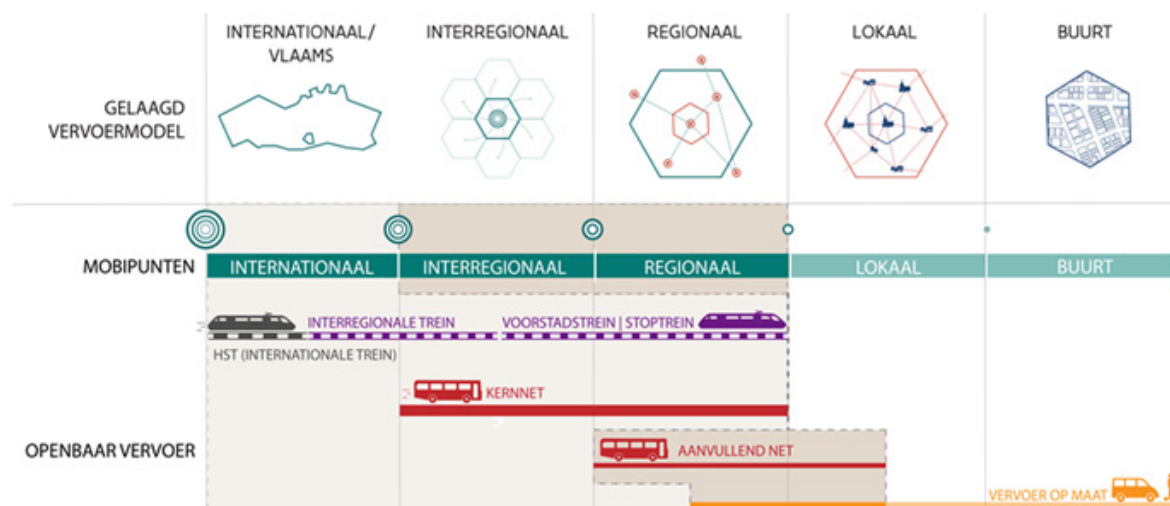 INTERNATIONAAL/
VLAAMS
INTERREGIONAAL
REGIONAAL
LOKAAL
BUURT
GELAAGD
VERVOERMODEL
MOBIPUNTEN
INTERNATIONAAL
INTERREGIONAAL
REGIONAAL
LOKAAL
BUURT
INTERREGIONALE TREIN
VOORSTADSTREIN | STOPTREIN
HST (INTERNATIONALE TREIN)
KERNNET
OPENBAAR VERVOER
AANVULLEND NET
VERVOER OP MAAT